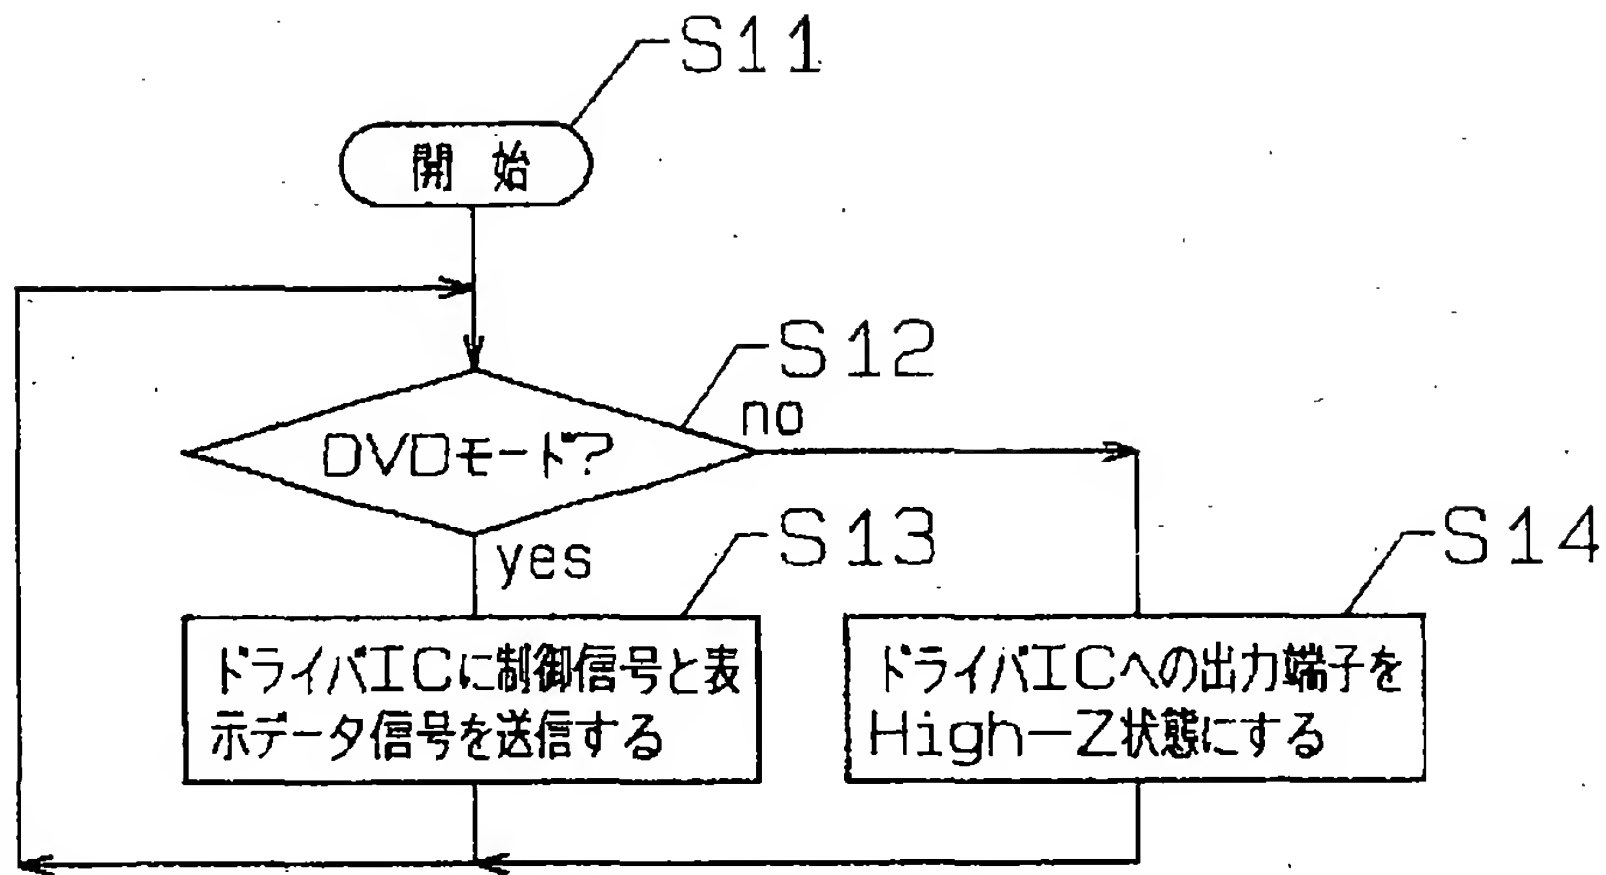 S11
開始
S12
no
DVDモード?
yes
S13
S14
ドライバICに制御信号と表
示データ信号を送信する
ドライバICへの出力端子を
High-Z状態にする